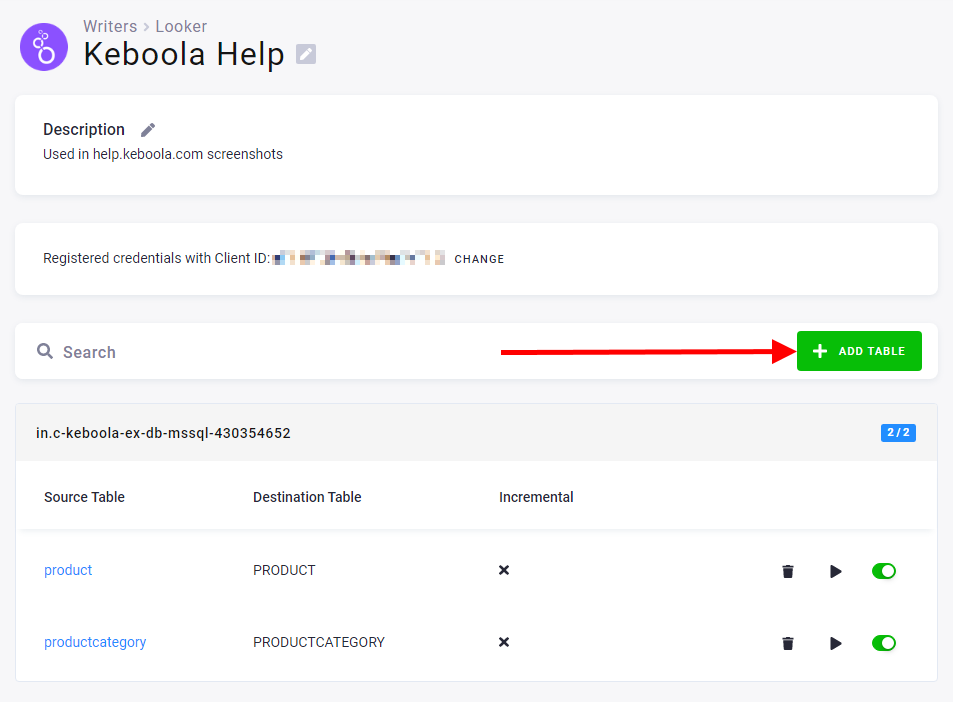 Writers › Looker
Keboola Help
Description
Used in help.keboola.com screenshots
Registered credentials with Client ID: CHANGE
Search
ADD TABLE
in.c-keboola-ex-db-mssql-430354652 2/2
Source Table Destination Table Incremental
product PRODUCT
productcategory PRODUCTCATEGORY